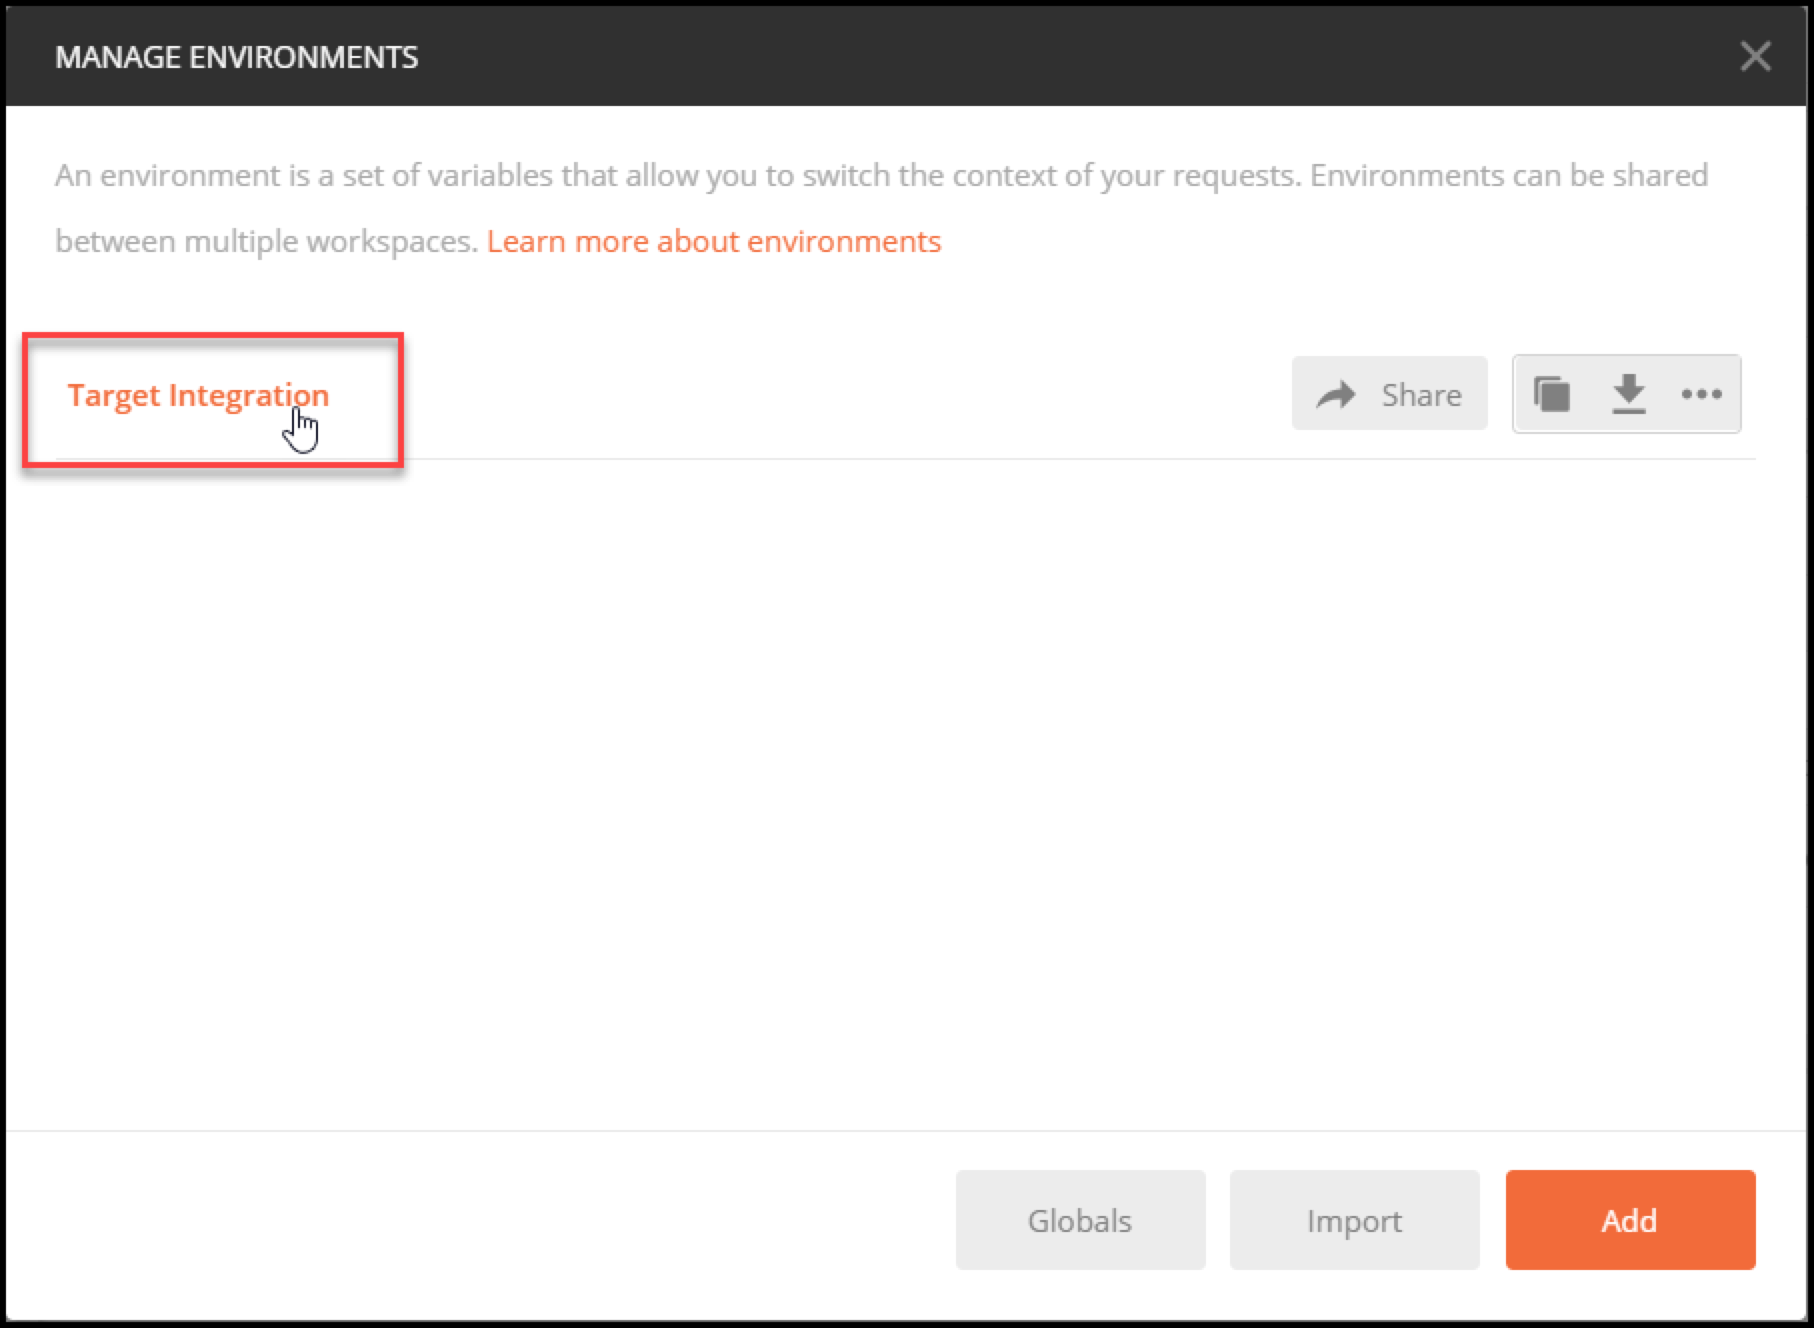 MANAGE ENVIRONMENTS
An environment is a set of variables that allow you to switch the context of your requests. Environments can be shared
between multiple workspaces. Learn more about environments
Target Integration
Share
Globals
Import
Add